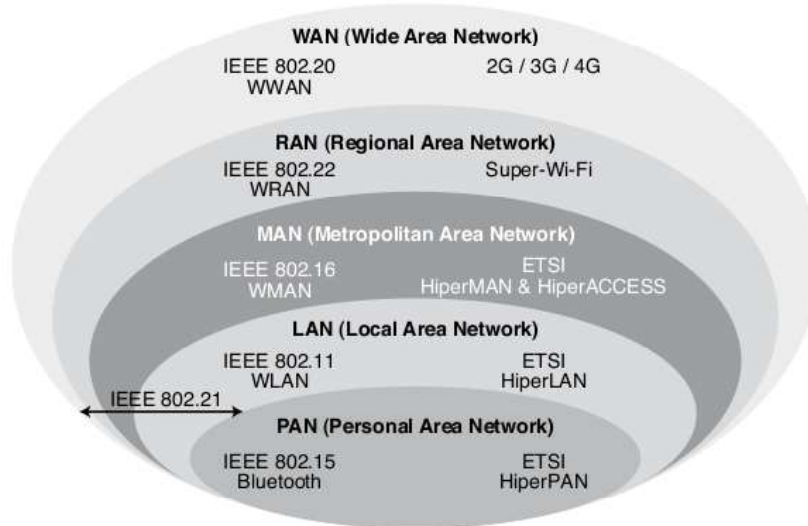 WAN (Wide Area Network)
IEEE 802.20 2G / 3G / 4G
WWAN
RAN (Regional Area Network)
IEEE 802.22 Super-Wi-Fi
WRAN
MAN (Metropolitan Area Network)
IEEE 802.16 ETSI
WMAN HiperMAN & HiperACCESS
LAN (Local Area Network)
IEEE 802.11 ETSI
WLAN HiperLAN
IEEE 802.21
PAN (Personal Area Network)
IEEE 802.15 ETSI
Bluetooth HiperPAN